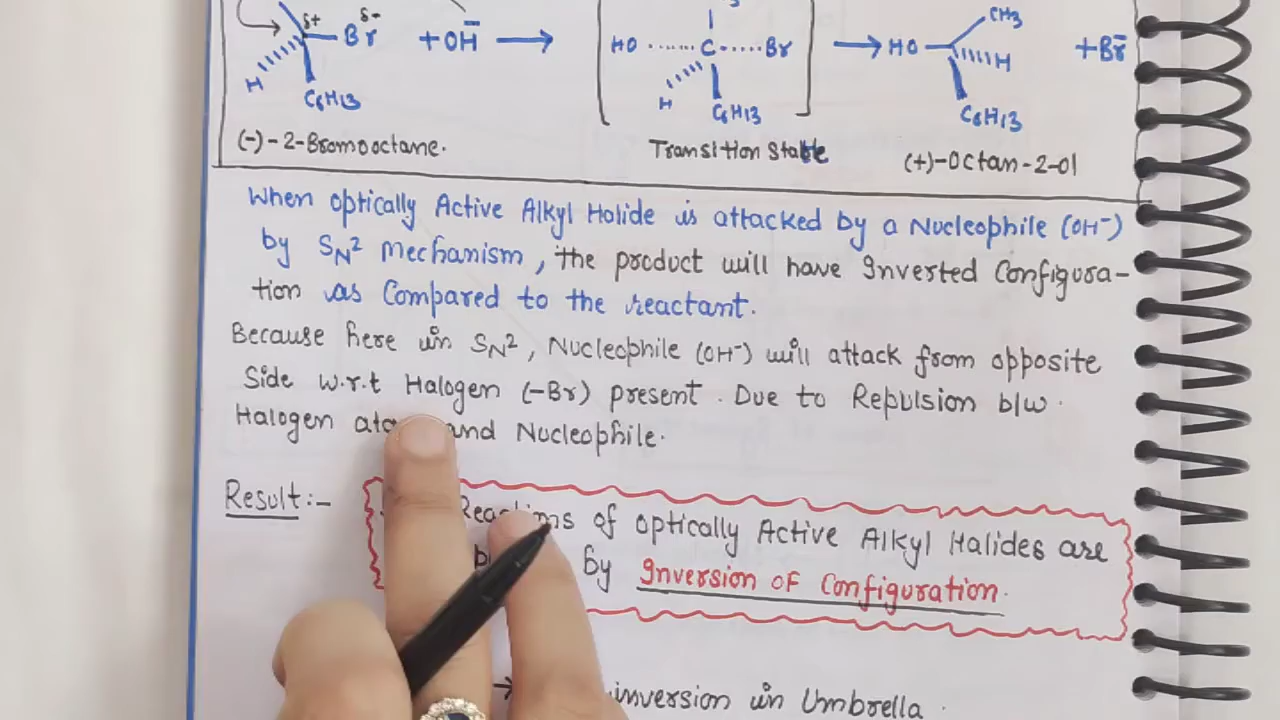 δ+ δ-
Br + OH̄ → HO ...... C ..... Br → HO CH3 H + Br̄
H C6H13 H C6H13 C6H13
(-)-2-Bromooctane. Transition State (+)-Octan-2-ol
When optically Active Alkyl Halide is attacked by a Nucleophile (OH⁻)
by SN² mechanism, the product will have Inverted Configura-
tion as Compared to the reactant.
Because here in SN², Nucleophile (OH⁻) will attack from opposite
Side w.r.t Halogen (-Br) present. Due to Repulsion b/w.
Halogen and Nucleophile.
Result:- Reactions of optically Active Alkyl Halides are
by Inversion of Configuration.
→ inversion in Umbrella.